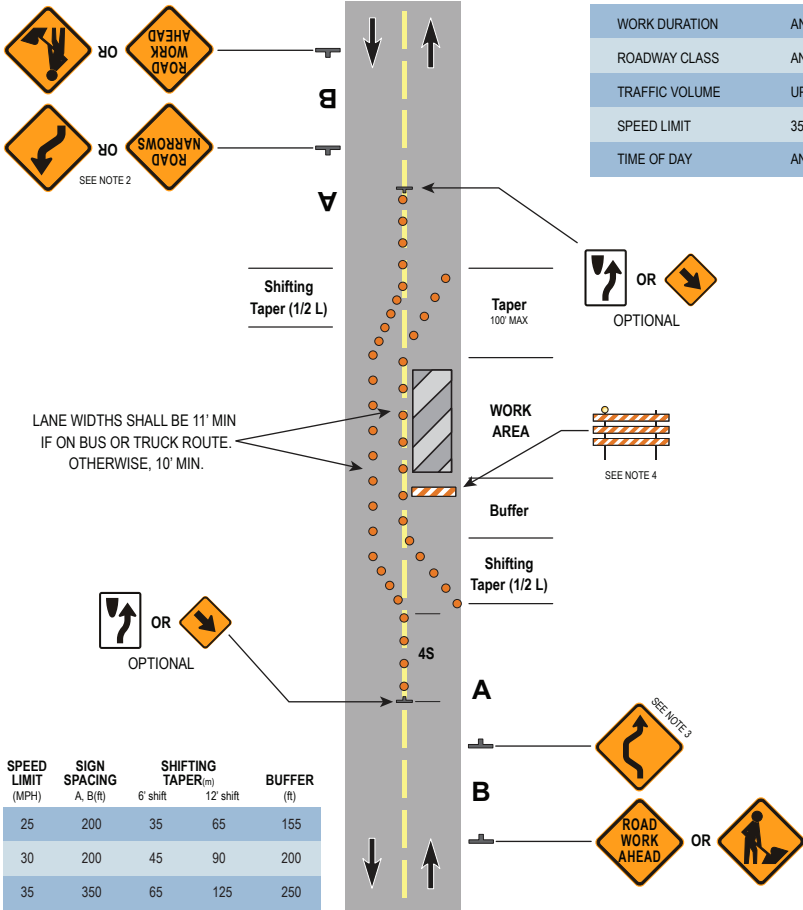 WORK DURATION AN
ROADWAY CLASS AN
TRAFFIC VOLUME UP
SPEED LIMIT 35
TIME OF DAY AN
OR
ROAD
WORK
AHEAD
B
OR
ROAD
NARROWS
SEE NOTE 2
A
Shifting
Taper (1/2 L)
Taper
100' MAX
OR
OPTIONAL
LANE WIDTHS SHALL BE 11' MIN
IF ON BUS OR TRUCK ROUTE.
OTHERWISE, 10' MIN.
WORK
AREA
SEE NOTE 4
Buffer
Shifting
Taper (1/2 L)
OR
OPTIONAL
4S
A
SEE NOTE 3
B
ROAD
WORK
AHEAD
OR
SPEED SIGN SHIFTING
LIMIT SPACING TAPER(m) BUFFER
(MPH) A, B(ft) 6' shift 12' shift (ft)
25 200 35 65 155
30 200 45 90 200
35 350 65 125 250